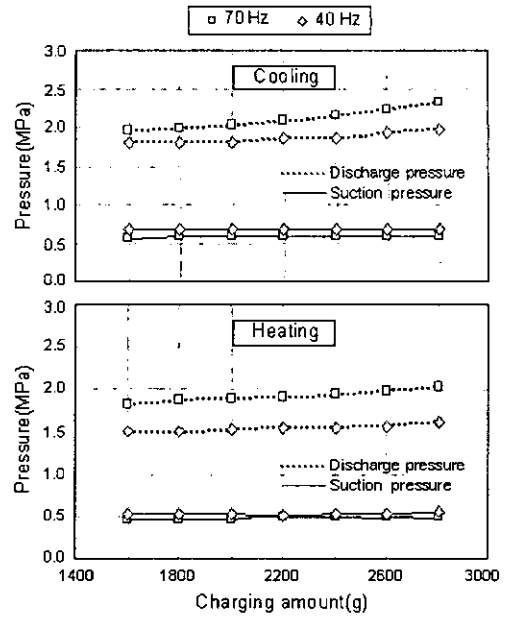 70 Hz 40 Hz
Cooling
3.0
2.5
2.0
1.5
1.0
0.5
0.0
Pressure(MPa)
Discharge pressure
Suction pressure
Heating
3.0
2.5
2.0
1.5
1.0
0.5
0.0
Pressure(MPa)
Discharge pressure
Suction pressure
1400 1800 2200 2600 3000
Charging amount(g)